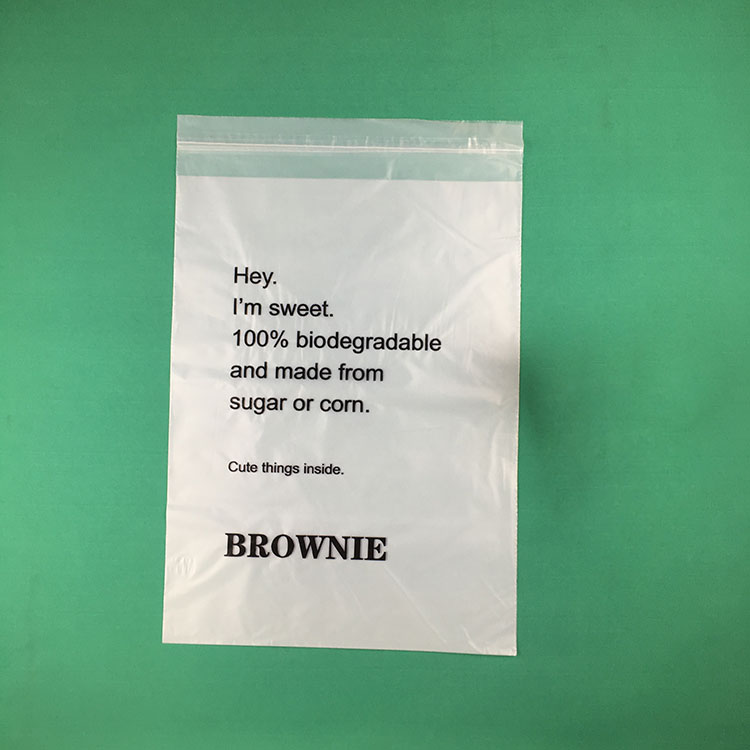 Hey.
I'm sweet.
100% biodegradable
and made from
sugar or corn.
Cute things inside.
BROWNIE